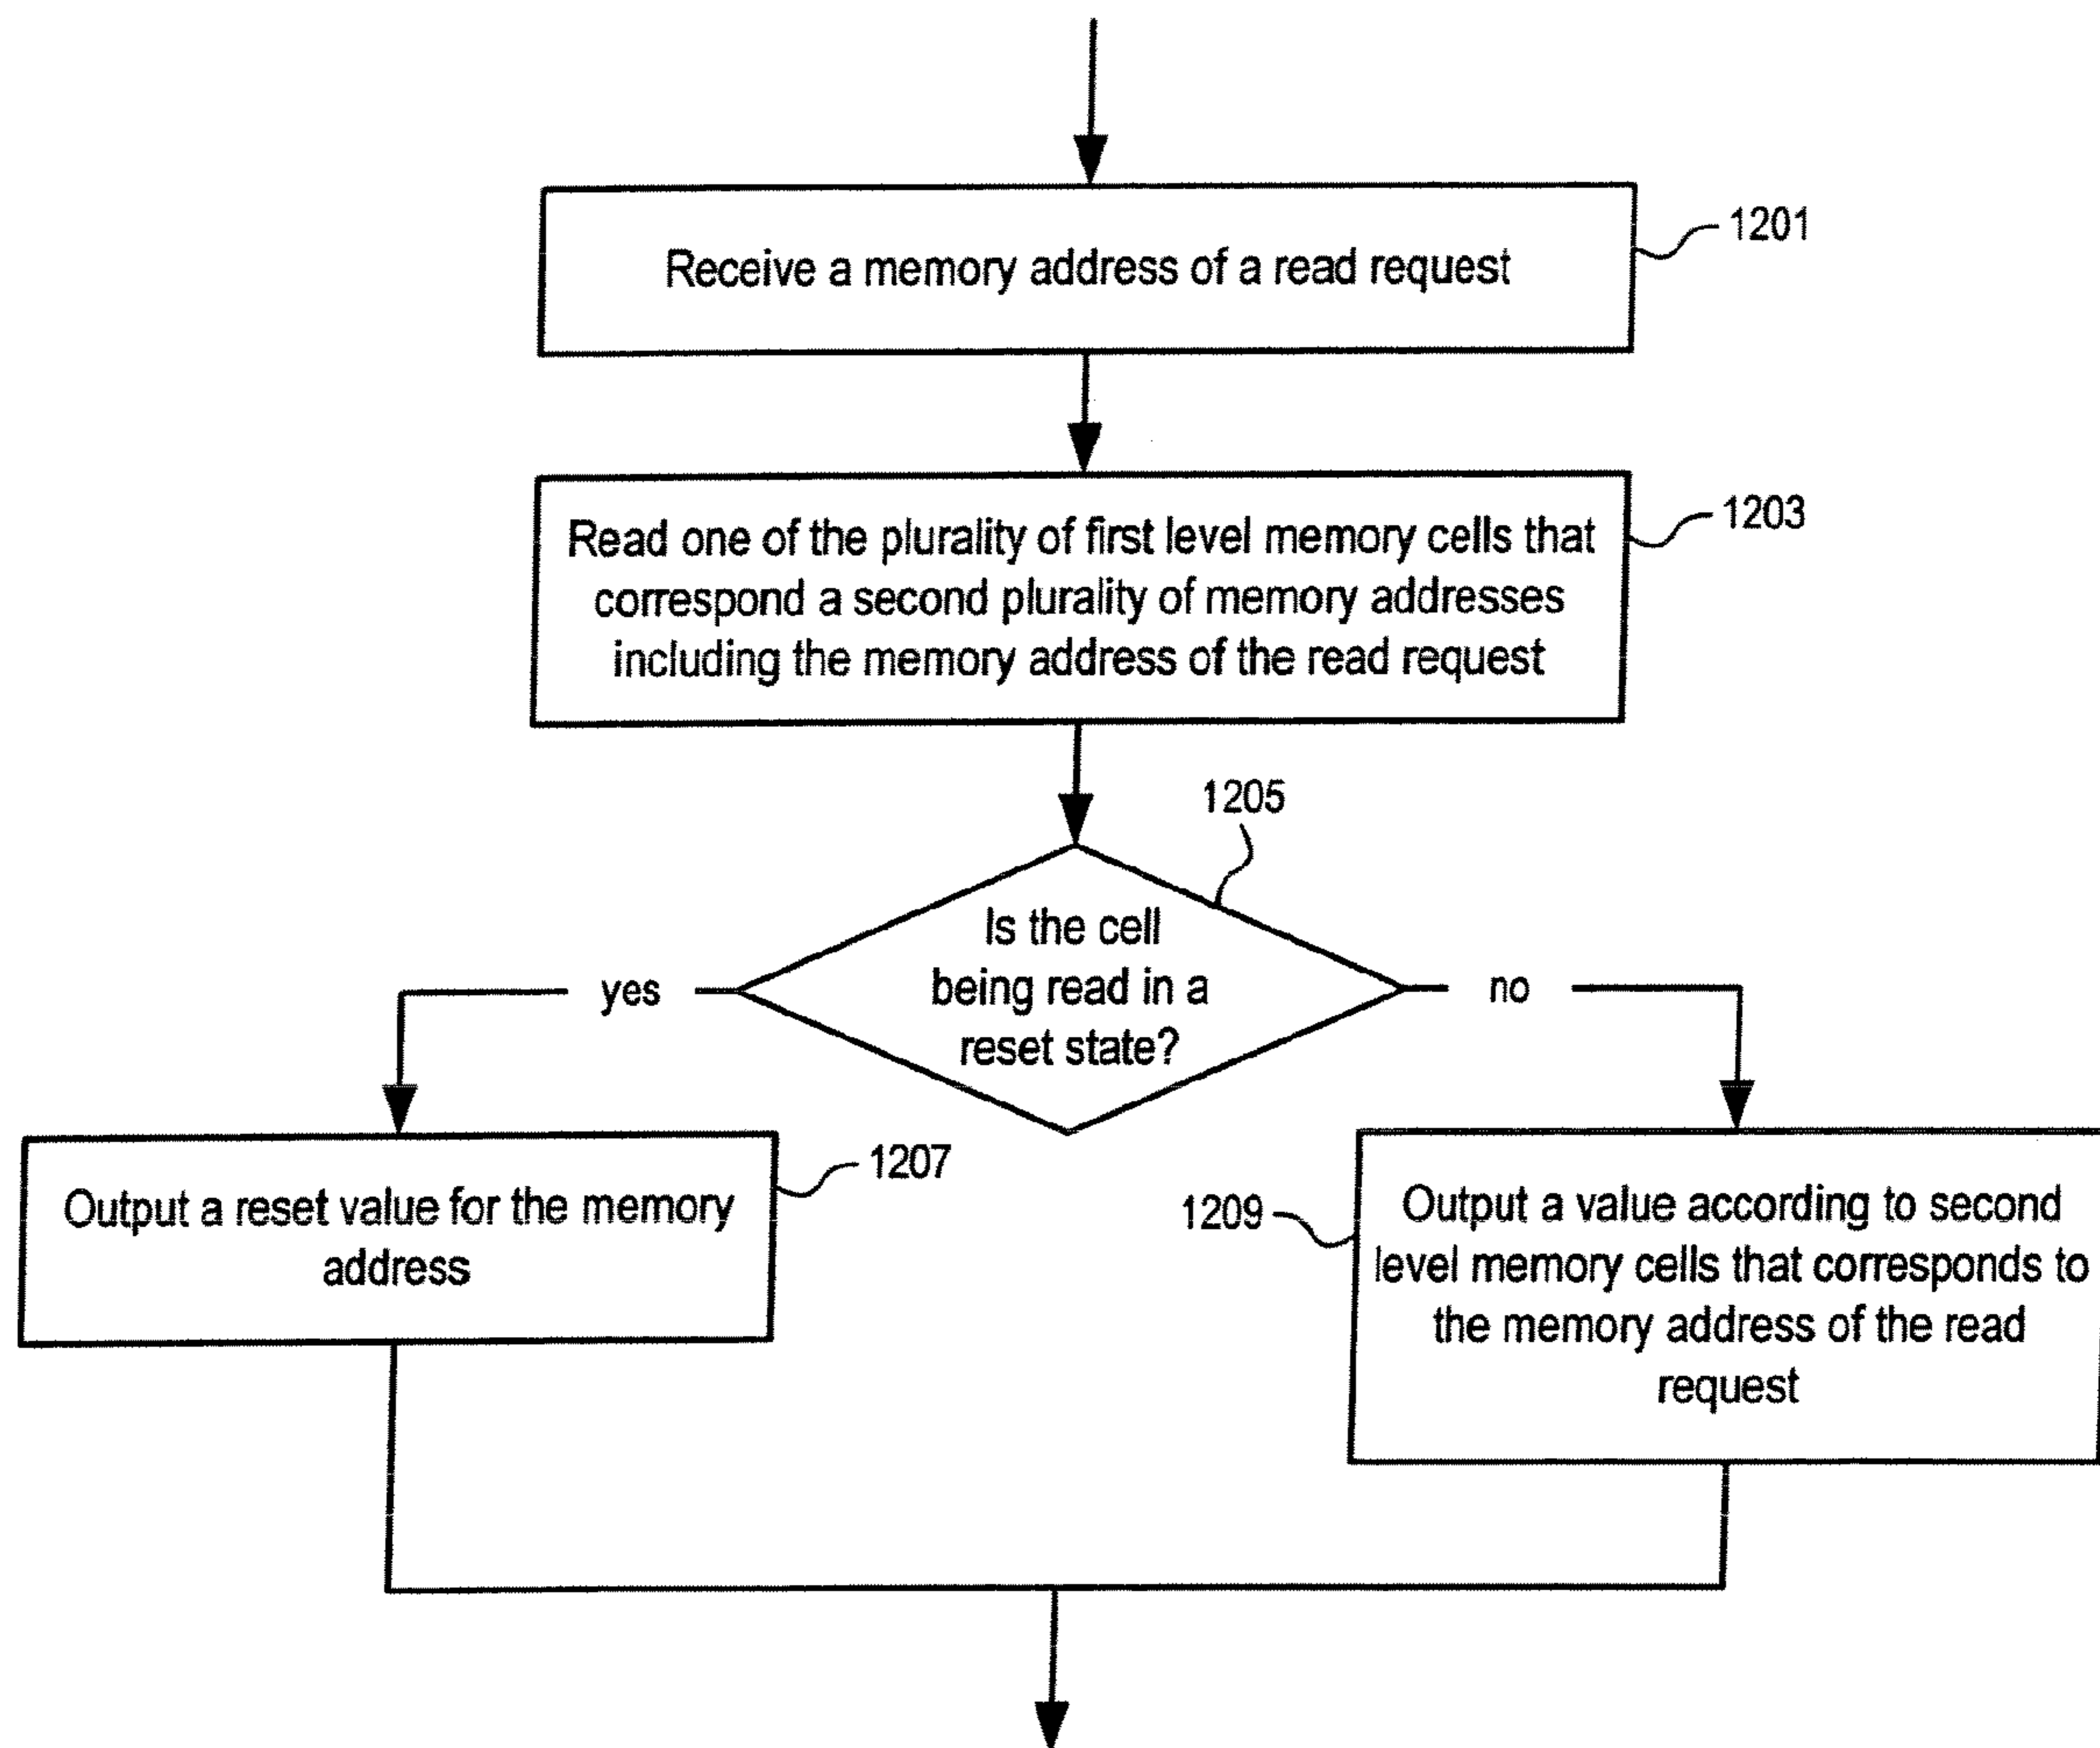 Receive a memory address of a read request
1201
Read one of the plurality of first level memory cells that
correspond a second plurality of memory addresses
including the memory address of the read request
1203
1205
Is the cell
being read in a
reset state?
yes
no
Output a reset value for the memory
address
1207
1209
Output a value according to second
level memory cells that corresponds to
the memory address of the read
request